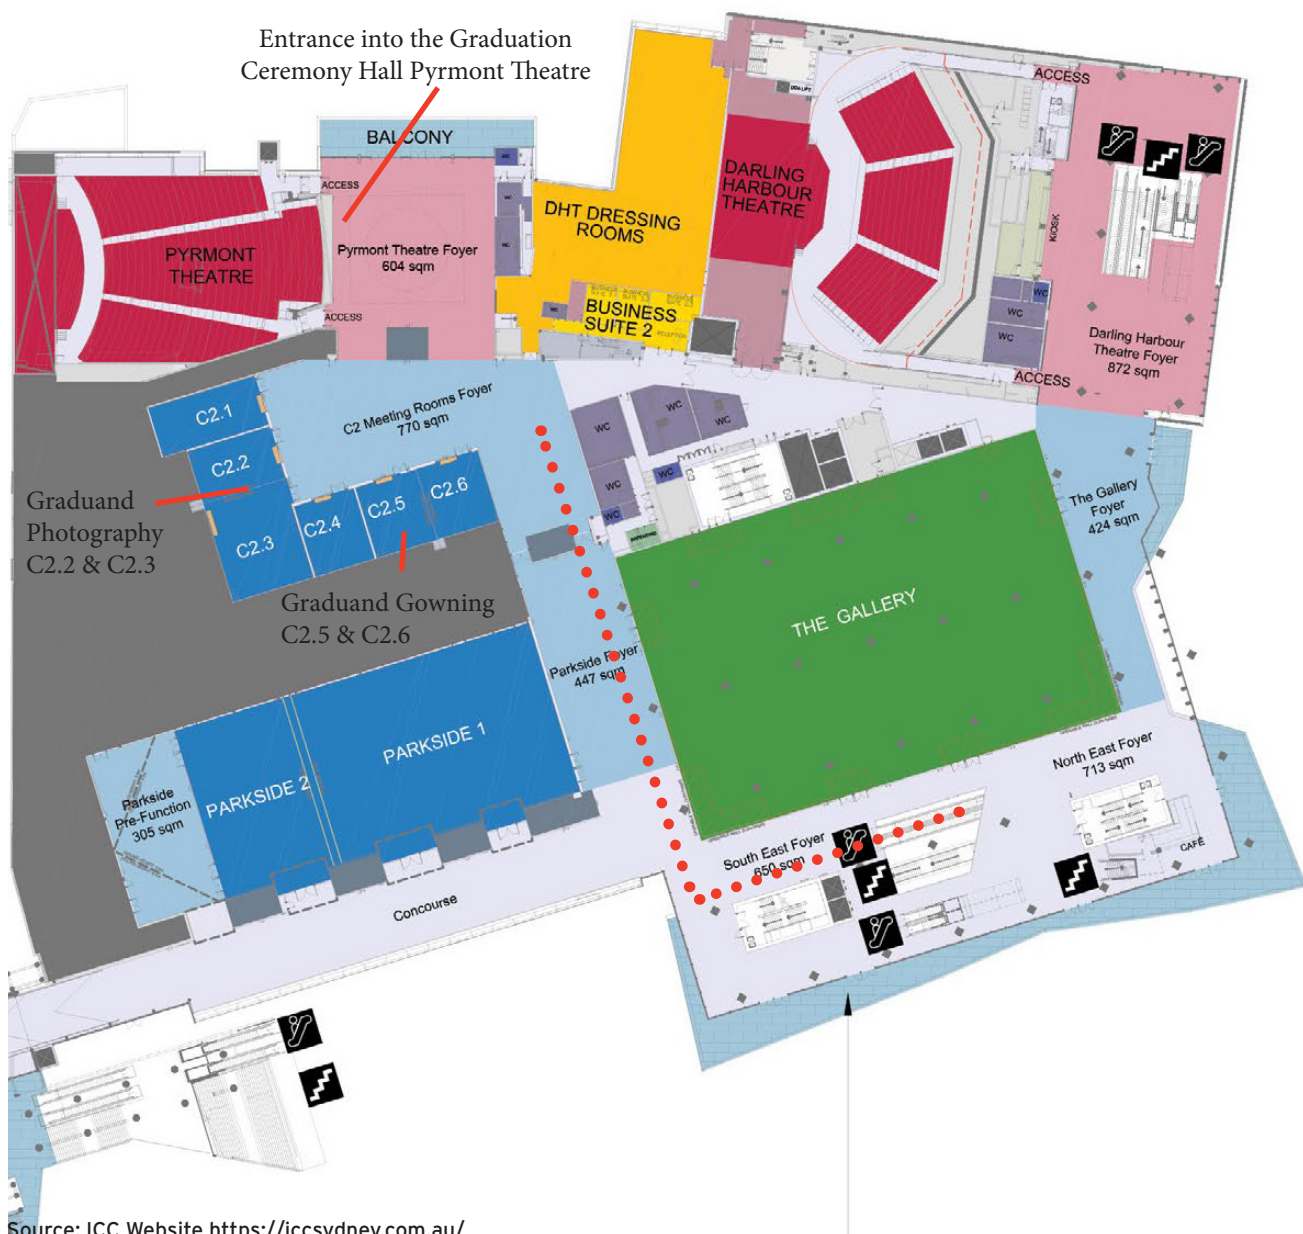 Entrance into the Graduation
Ceremony Hall Pyrmont Theatre
BALCONY
ACCESS
ACCESS
PYRMONT
THEATRE
Pyrmont Theatre Foyer
604 sqm
ACCESS
WC
WC
WC
DHT DRESSING
ROOMS
WC
BUSINESS
SUITE 2
RECEPTION
DARLING
HARBOUR
THEATRE
KIOSK
WC
WC
WC
Darling Harbour
Theatre Foyer
872 sqm
ACCESS
C2.1
C2.2
C2.3
C2.4
C2.5
C2.6
C2 Meeting Rooms Foyer
770 sqm
WC
WC
WC
WC
WC
WC
PARENTING
Graduand
Photography
C2.2 & C2.3
Graduand Gowning
C2.5 & C2.6
The Gallery
Foyer
424 sqm
THE GALLERY
Parkside Foyer
447 sqm
PARKSIDE 1
PARKSIDE 2
Parkside
Pre-Function
305 sqm
North East Foyer
713 sqm
South East Foyer
650 sqm
CAFÉ
Concourse
Source: ICC Website https://iccsydney.com.au/